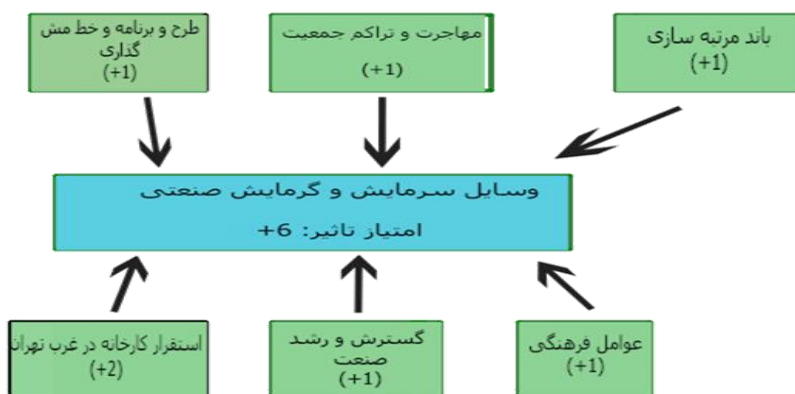 باند مرتبه سازی
(+1)
مهاجرت و تراکم جمعیت
(+1)
طرح و برنامه و خط مش
گذاری
(+1)
وسایل سرمایش و گرمایش صنعتی
امتیاز تاثیر: +6
عوامل فرهنگی
(+1)
گسترش و رشد
صنعت
(+1)
استقرار کارخانه در غرب تهران
(+2)